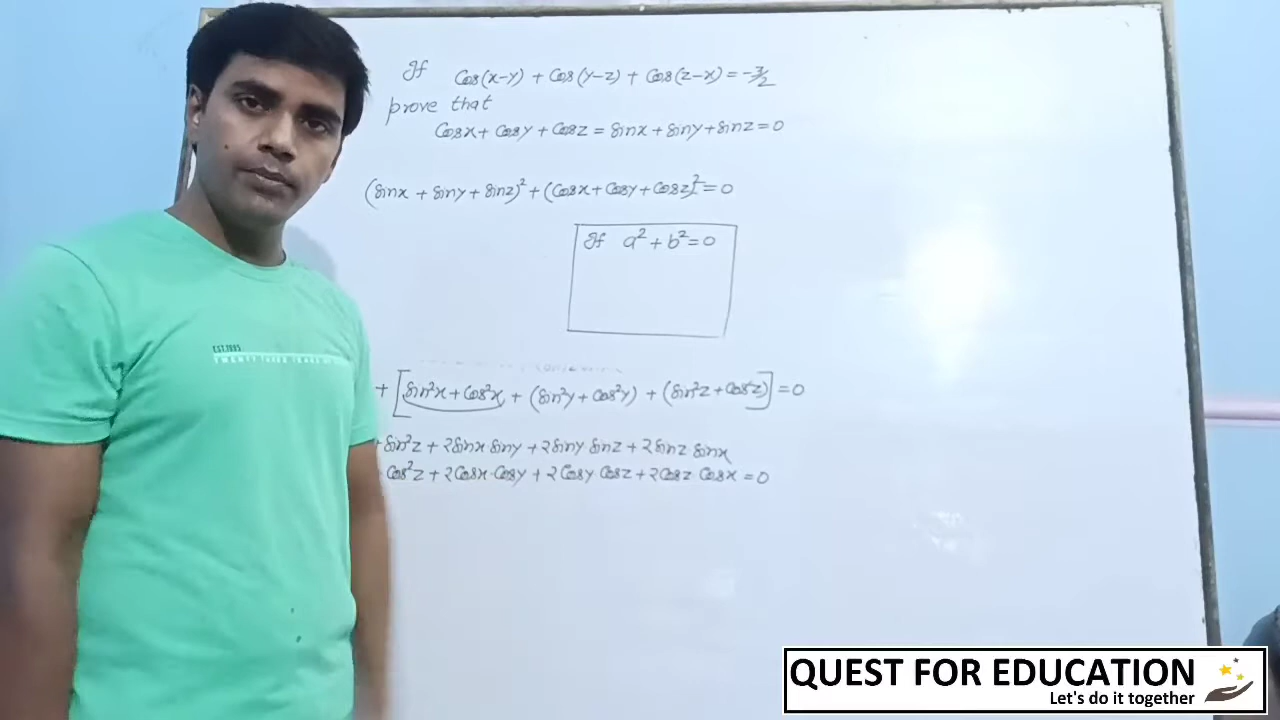 If Cos(x-y) + Cos(y-z) + Cos(z-x) = -3/2
prove that
Cosx + Cosy + Cosz = Sinx + Siny + Sinz = 0
(Sinx + Siny + Sinz)² + (Cosx + Cosy + Cosz)² = 0
If a² + b² = 0
+ [Sin²x + Cos²x + (Sin²y + Cos²y) + (Sin²z + Cos²z)] = 0
+ Sin²z + 2Sinx Siny + 2Siny Sinz + 2Sinz Sinx
Cos²z + 2Cosx Cosy + 2Cosy Cosz + 2Cosz Cosx = 0
EST.1995
QUEST FOR EDUCATION
Let's do it together